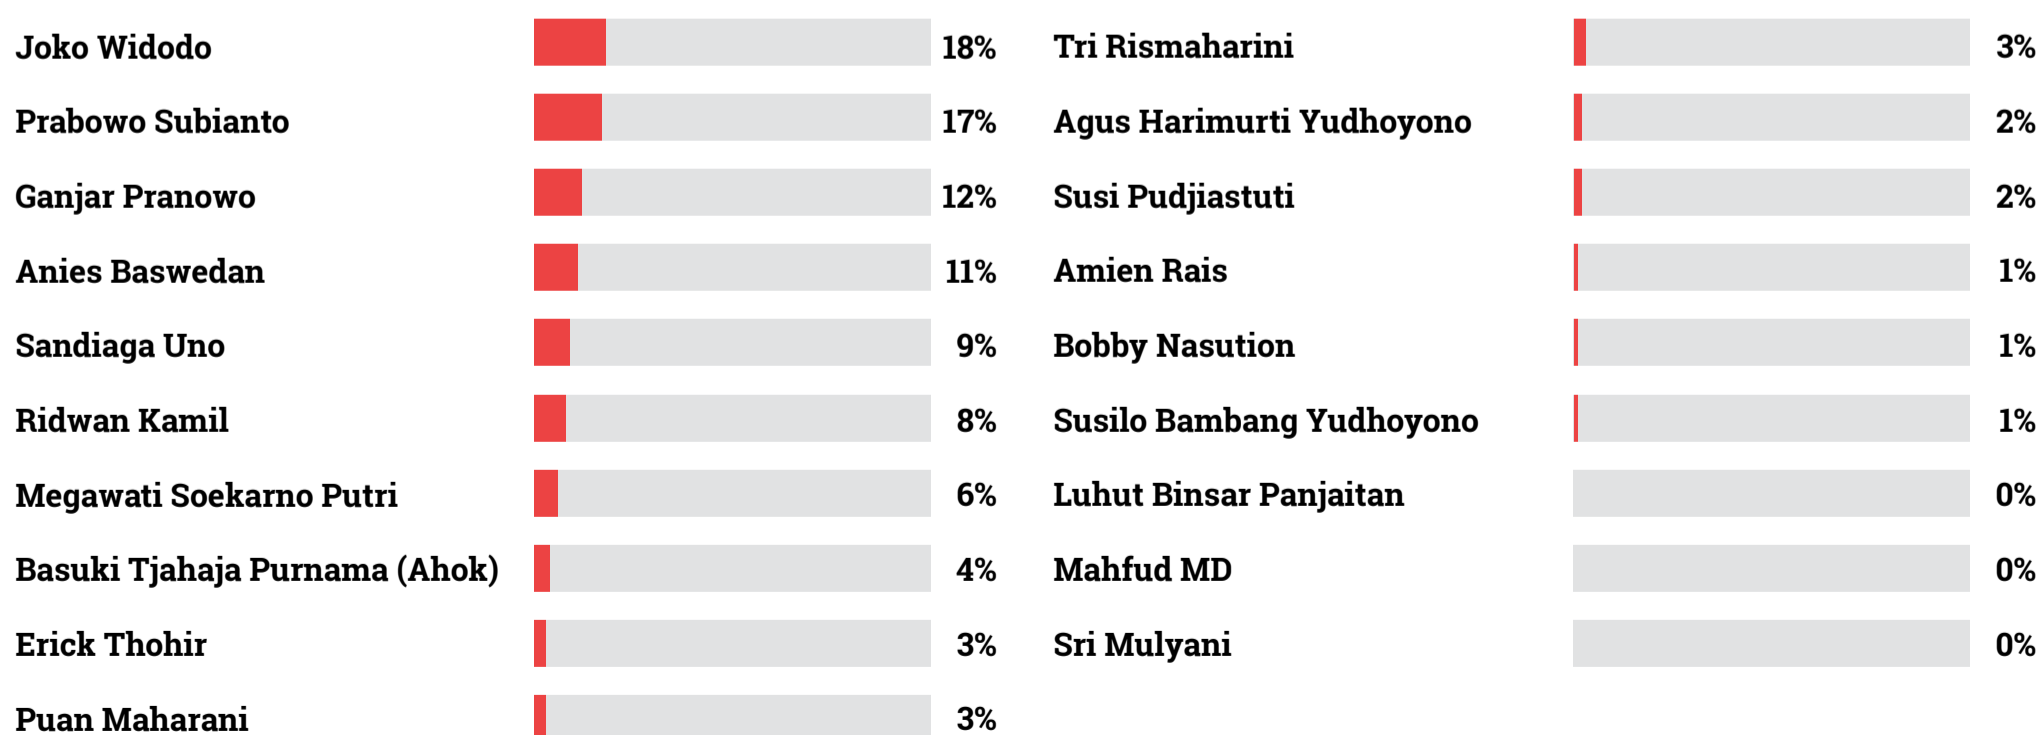 Joko Widodo 18%
Prabowo Subianto 17%
Ganjar Pranowo 12%
Anies Baswedan 11%
Sandiaga Uno 9%
Ridwan Kamil 8%
Megawati Soekarno Putri 6%
Basuki Tjahaja Purnama (Ahok) 4%
Erick Thohir 3%
Puan Maharani 3%
Tri Rismaharini 3%
Agus Harimurti Yudhoyono 2%
Susi Pudjiastuti 2%
Amien Rais 1%
Bobby Nasution 1%
Susilo Bambang Yudhoyono 1%
Luhut Binsar Panjaitan 0%
Mahfud MD 0%
Sri Mulyani 0%